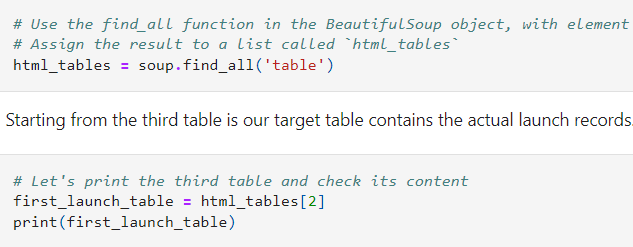 # Use the find_all function in the BeautifulSoup object, with element
# Assign the result to a list called `html_tables`
html_tables = soup.find_all('table')
Starting from the third table is our target table contains the actual launch records.
# Let's print the third table and check its content
first_launch_table = html_tables[2]
print(first_launch_table)